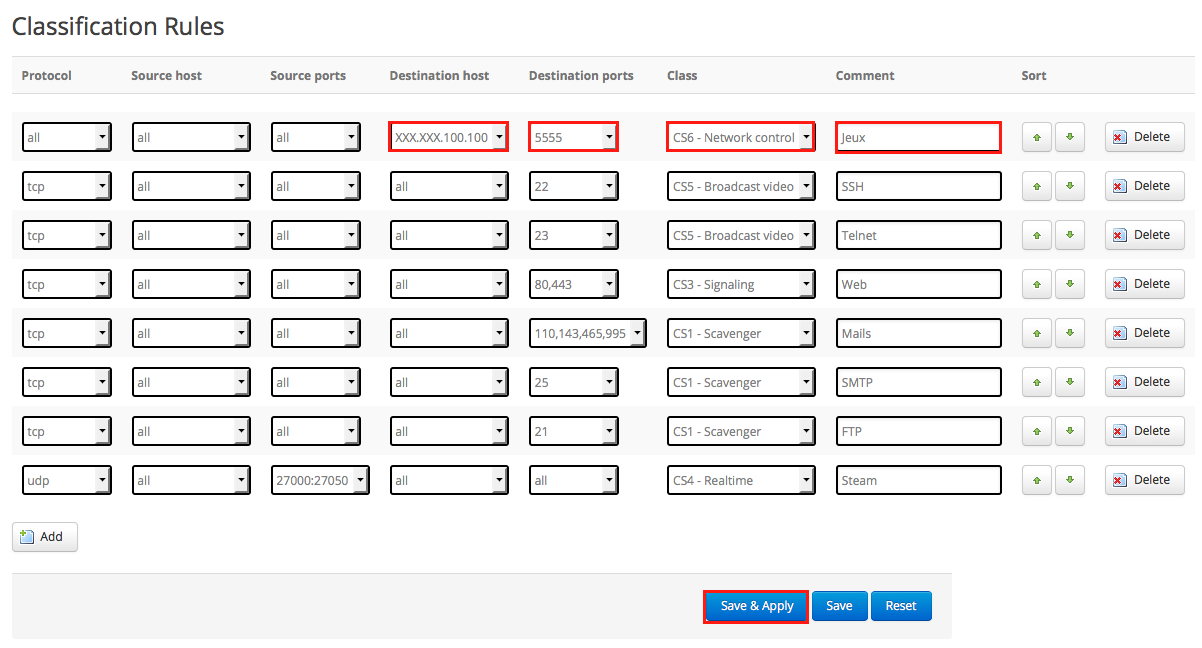 Classification Rules
Protocol Source host Source ports Destination host Destination ports Class Comment Sort
all all all XXX.XXX.100.100 5555 CS6 - Network control Jeux Delete
tcp all all all 22 CS5 - Broadcast video SSH Delete
tcp all all all 23 CS5 - Broadcast video Telnet Delete
tcp all all all 80,443 CS3 - Signaling Web Delete
tcp all all all 110,143,465,995 CS1 - Scavenger Mails Delete
tcp all all all 25 CS1 - Scavenger SMTP Delete
tcp all all all 21 CS1 - Scavenger FTP Delete
udp all 27000:27050 all all CS4 - Realtime Steam Delete
Add
Save & Apply Save Reset